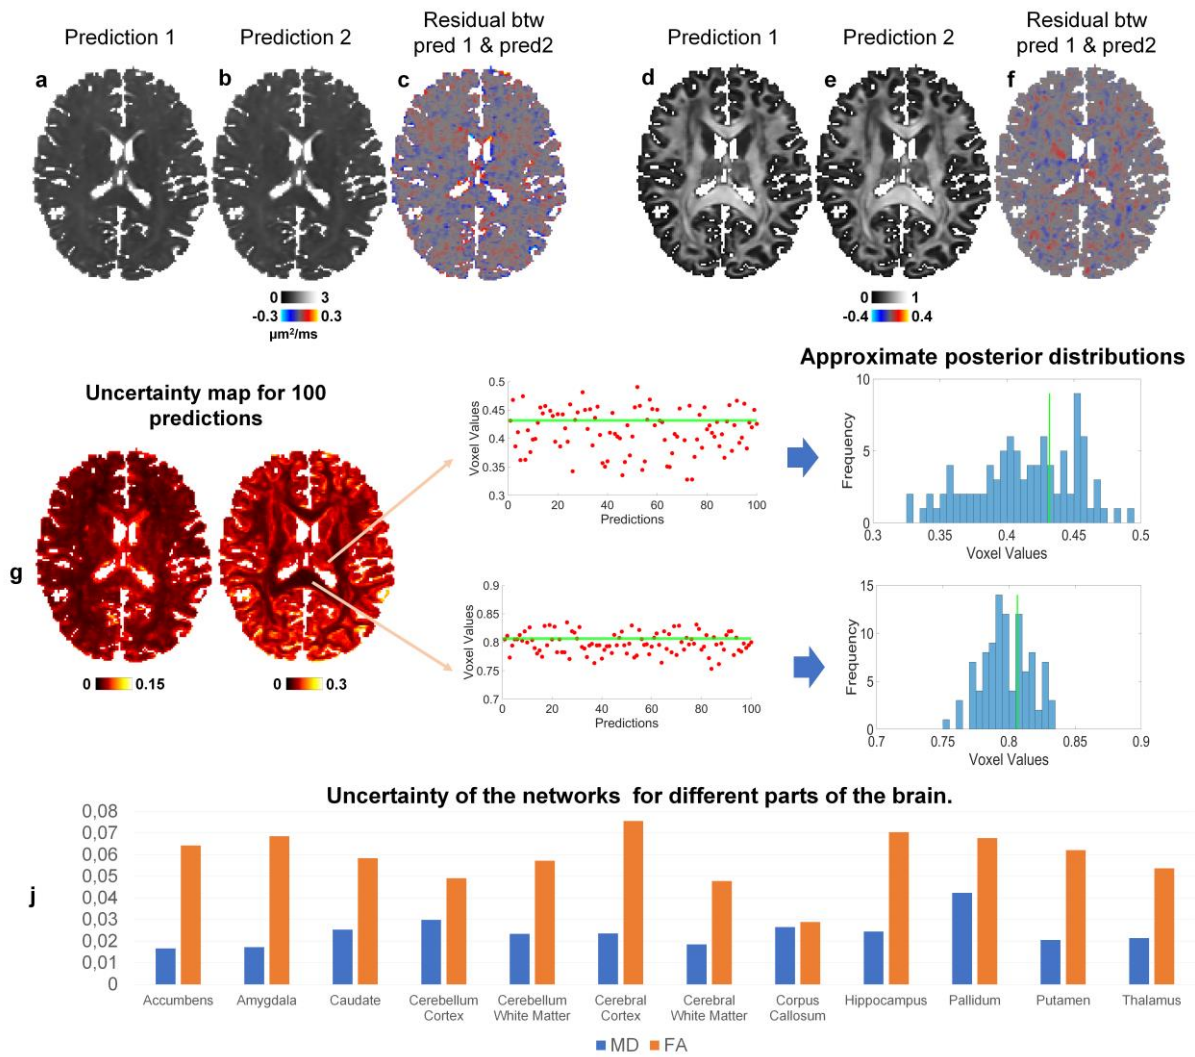 Residual btw
Prediction 1 Prediction 2 pred 1 & pred2
a b c
0 3
-0.3 0.3
µm²/ms
Residual btw
Prediction 1 Prediction 2 pred 1 & pred2
d e f
0 1
-0.4 0.4
Uncertainty map for 100
predictions
g
0 0.15
0 0.3
0.5
0.45
0.4
0.35
0.3
Voxel Values
0 20 40 60 80 100
Predictions
0.9
0.85
0.8
0.75
0.7
Voxel Values
0 20 40 60 80 100
Predictions
Approximate posterior distributions
10
5
0
Frequency
0.3 0.35 0.4 0.45 0.5
Voxel Values
15
10
5
0
Frequency
0.7 0.75 0.8 0.85 0.9
Voxel Values
Uncertainty of the networks for different parts of the brain.
j
0,08
0,07
0,06
0,05
0,04
0,03
0,02
0,01
0
Accumbens
Amygdala
Caudate
Cerebellum
Cortex
Cerebellum
White Matter
Cerebral
Cortex
Cerebral
White Matter
Corpus
Callosum
Hippocampus
Pallidum
Putamen
Thalamus
MD FA